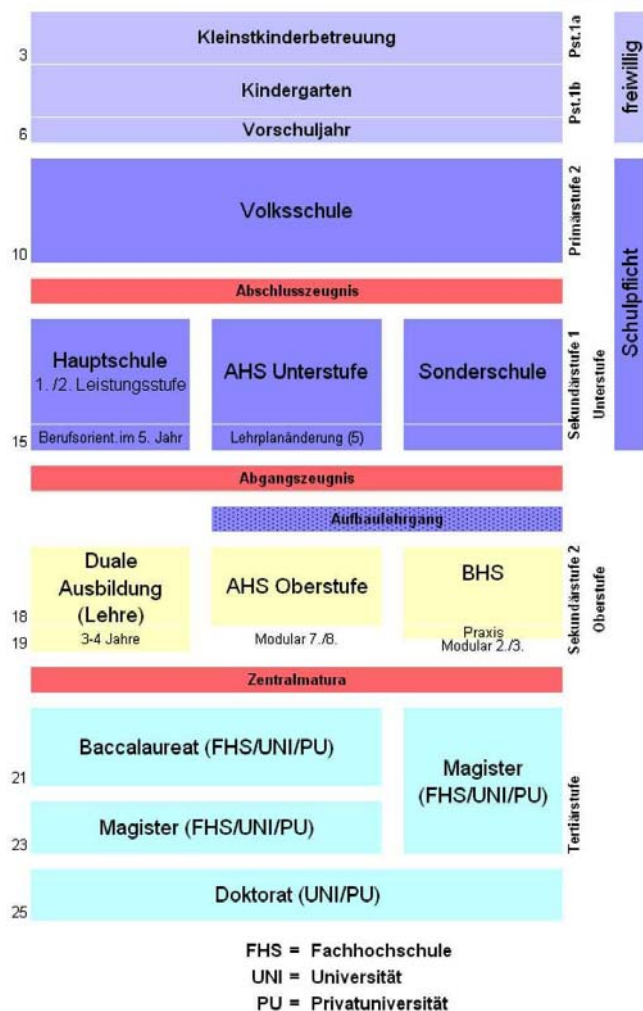 Kleinstkinderbetreuung
Pst.1a
freiwillig
3
Kindergarten
Pst.1b
Vorschuljahr
6
Volksschule
Primärstufe 2
Schulpflicht
10
Abschlusszeugnis
Hauptschule
1. /2. Leistungsstufe
AHS Unterstufe
Sonderschule
Sekundärstufe 1
Unterstufe
15
Berufsorient. im 5. Jahr
Lehrplanänderung (5)
Abgangszeugnis
Aufbaulehrgang
Duale
Ausbildung
(Lehre)
3-4 Jahre
AHS Oberstufe
Modular 7./8.
BHS
Praxis
Modular 2./3.
Sekundärstufe 2
Oberstufe
18
19
Zentralmatura
Baccalaureat (FHS/UNI/PU)
21
Magister
(FHS/UNI/PU)
Tertiärstufe
Magister (FHS/UNI/PU)
23
Doktorat (UNI/PU)
25
FHS = Fachhochschule
UNI = Universität
PU = Privatuniversität